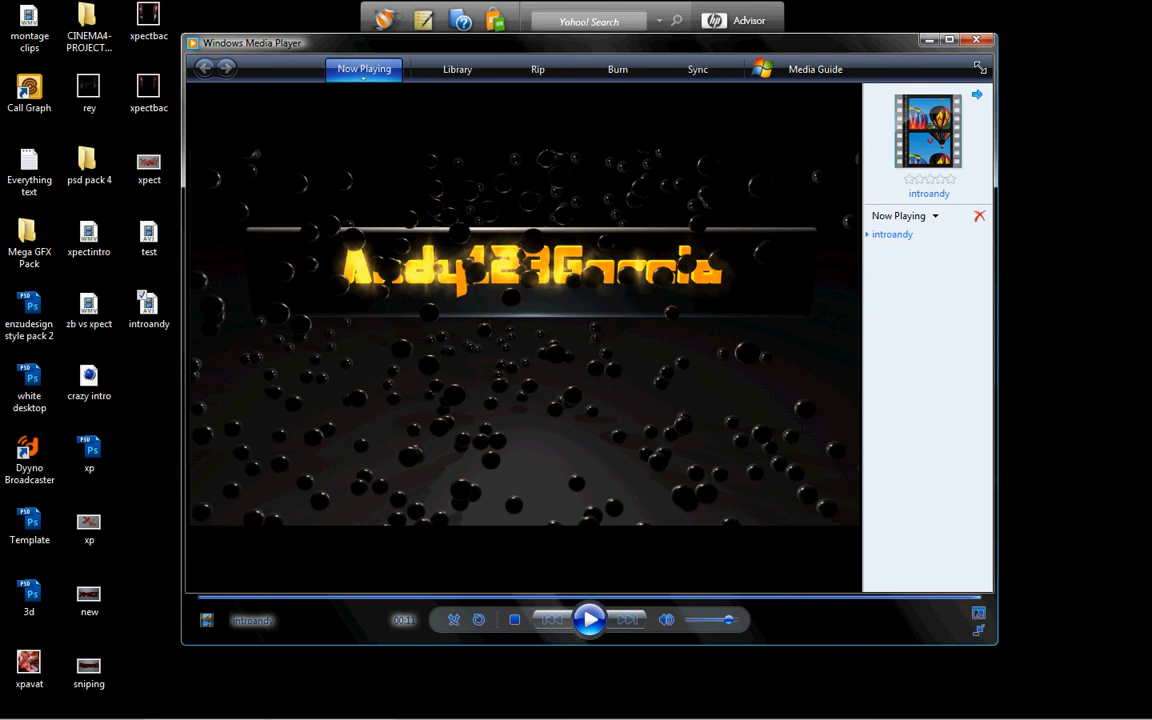 Yahoo! Search
Advisor
Windows Media Player
Now Playing
Library
Rip
Burn
Sync
Media Guide
montage
clips
CINEMA4-
PROJECT...
xpectbac
Call Graph
rey
xpectbac
Everything
text
psd pack 4
xpect
Mega GFX
Pack
xpectintro
test
enzudesign
style pack 2
zb vs xpect
introandy
white
desktop
crazy intro
Dyyno
Broadcaster
xp
Template
xp
3d
new
xpavat
sniping
Andy123Garcia
introandy
Now Playing
introandy
introandy
00:11